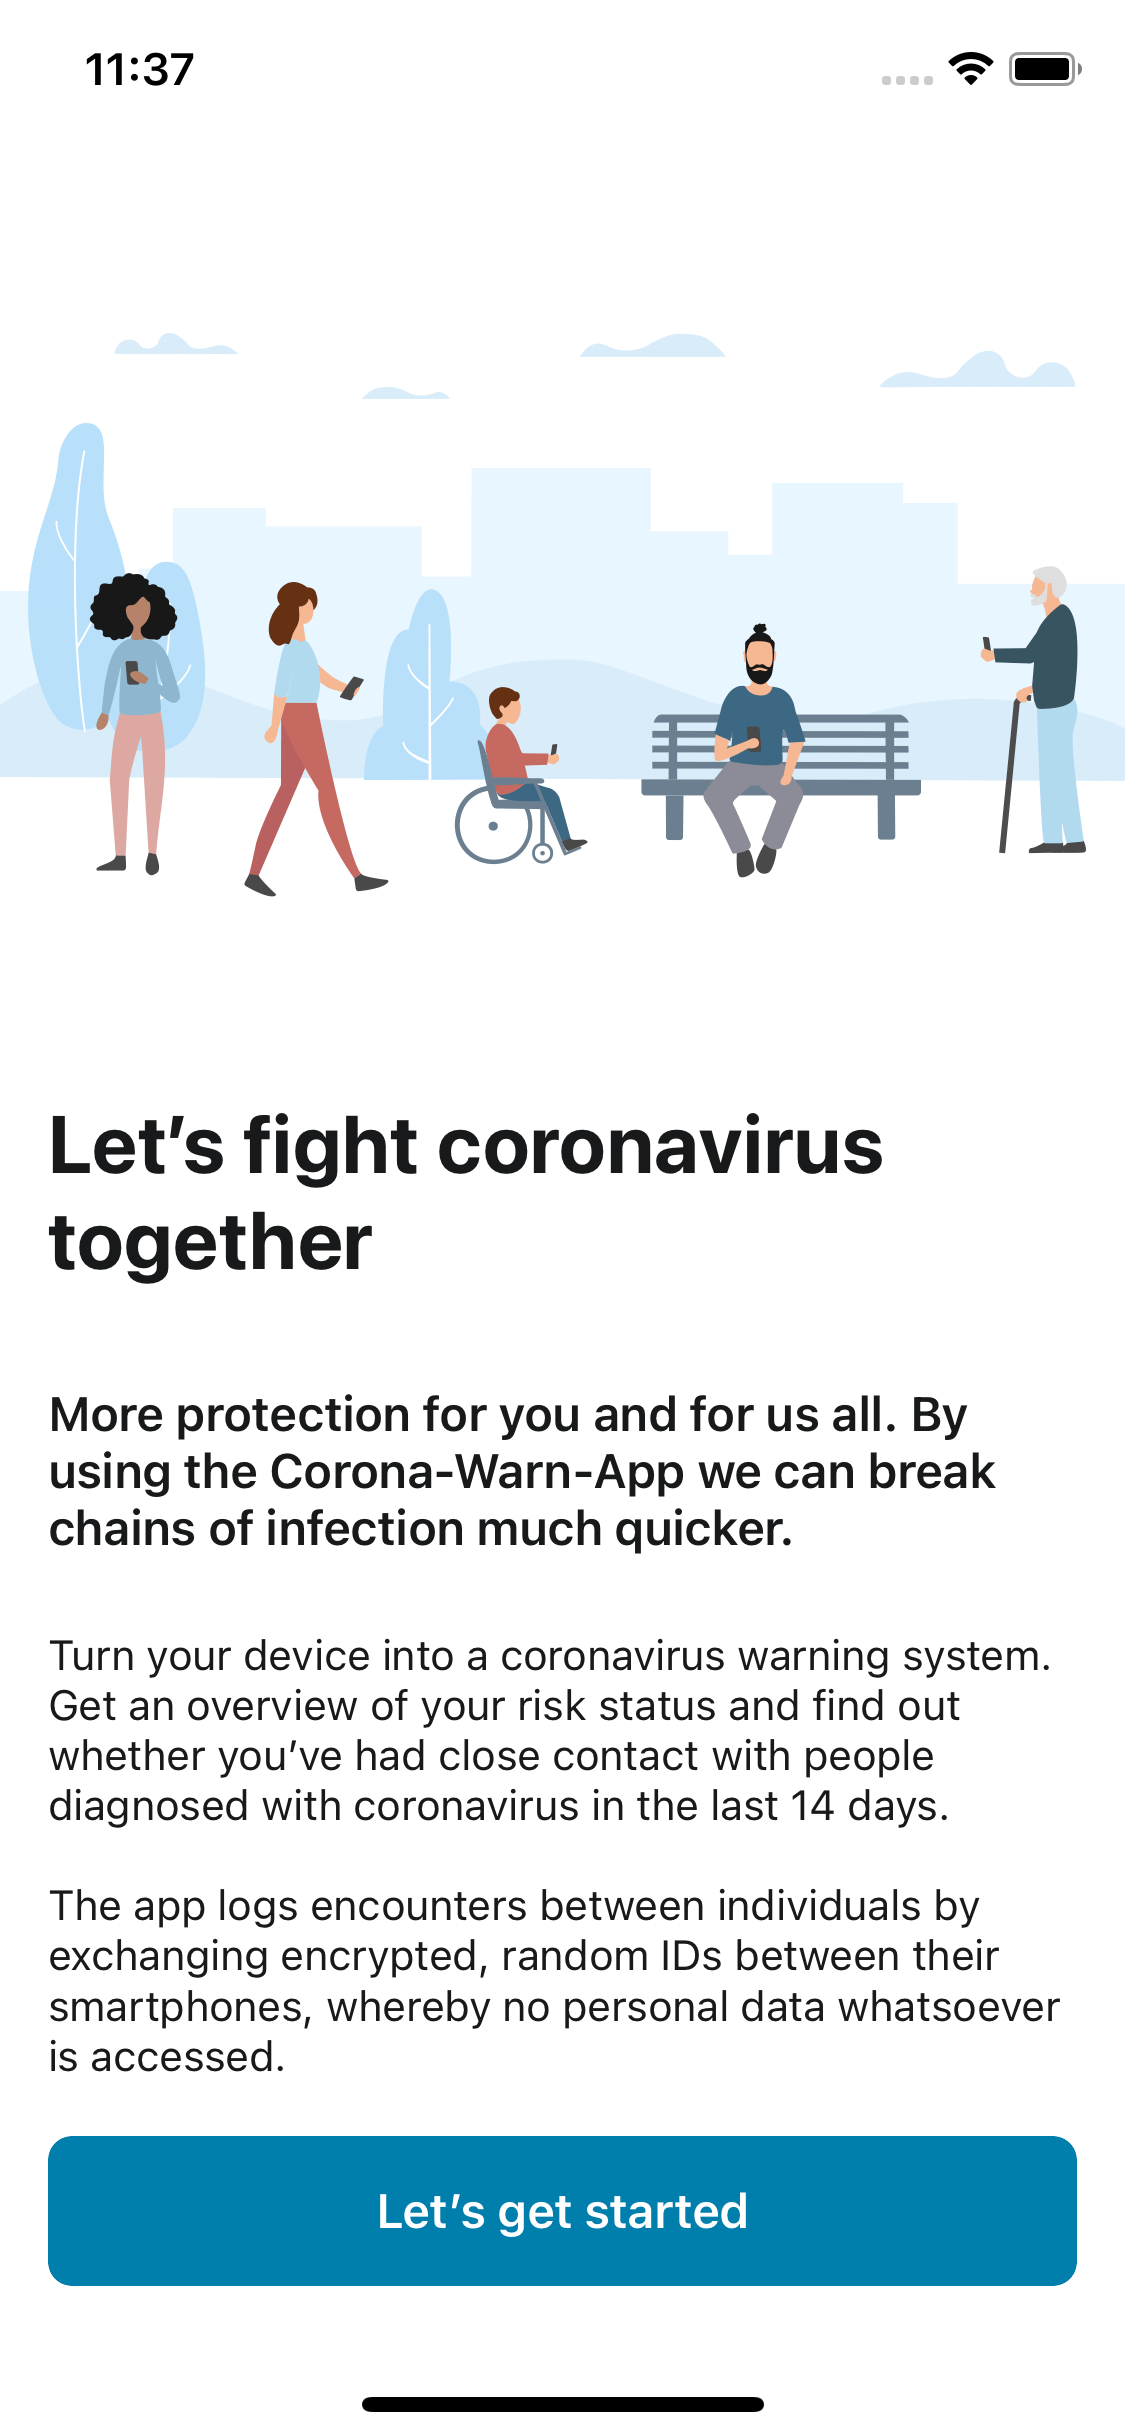 11:37
Let’s fight coronavirus
together
More protection for you and for us all. By
using the Corona-Warn-App we can break
chains of infection much quicker.
Turn your device into a coronavirus warning system.
Get an overview of your risk status and find out
whether you’ve had close contact with people
diagnosed with coronavirus in the last 14 days.
The app logs encounters between individuals by
exchanging encrypted, random IDs between their
smartphones, whereby no personal data whatsoever
is accessed.
Let’s get started